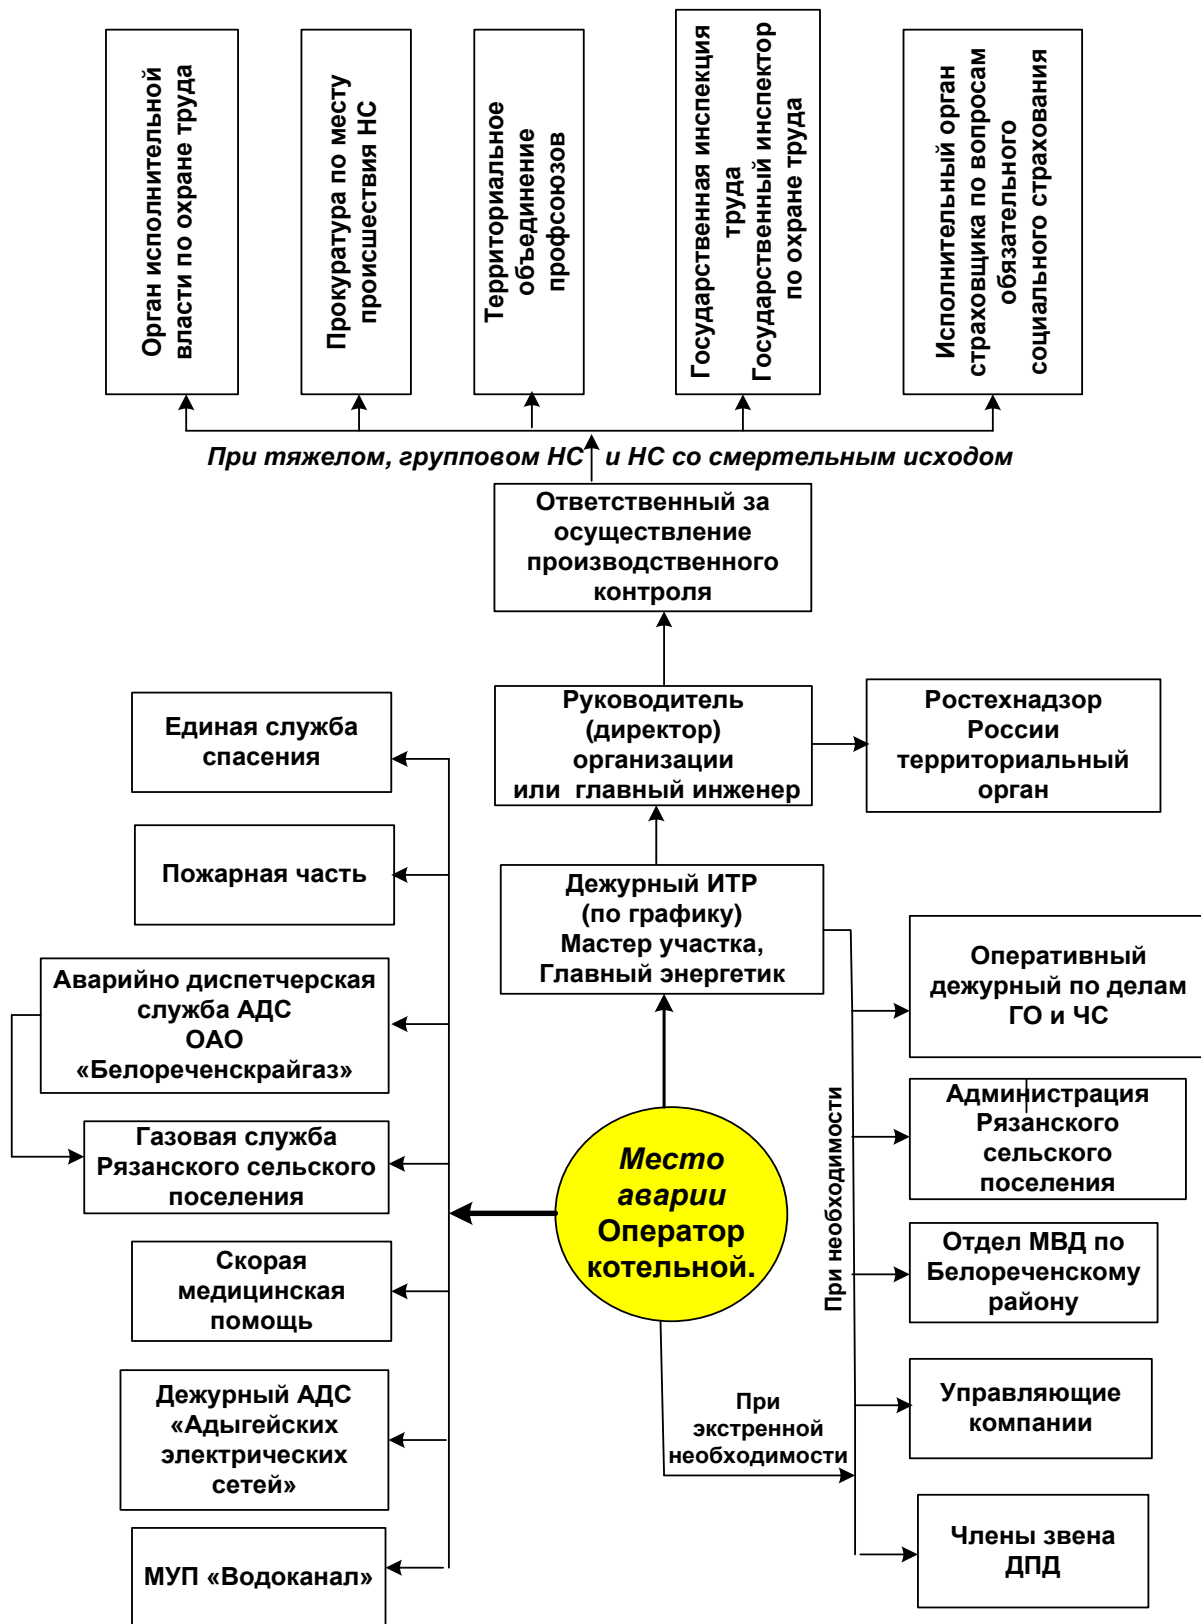 Орган исполнительной
власти по охране труда
Прокуратура по месту
происшествия НС
Территориальное
объединение
профсоюзов
Государственная инспекция
труда
Государственный инспектор
по охране труда
Исполнительный орган
страховщика по вопросам
обязательного
социального страхования
При тяжелом, групповом НС и НС со смертельным исходом
Ответственный за
осуществление
производственного
контроля
Руководитель
(директор)
организации
или главный инженер
Ростехнадзор
России
территориальный
орган
Единая служба
спасения
Пожарная часть
Дежурный ИТР
(по графику)
Мастер участка,
Главный энергетик
Аварийно диспетчерская
служба АДС
ОАО
«Белореченскрайгаз»
Оперативный
дежурный по делам
ГО и ЧС
Газовая служба
Рязанского сельского
поселения
Место
аварии
Оператор
котельной.
При необходимости
Администрация
Рязанского
сельского
поселения
Скорая
медицинская
помощь
Отдел МВД по
Белореченскому
району
Дежурный АДС
«Адыгейских
электрических
сетей»
При
экстренной
необходимости
Управляющие
компании
МУП «Водоканал»
Члены звена
ДПД